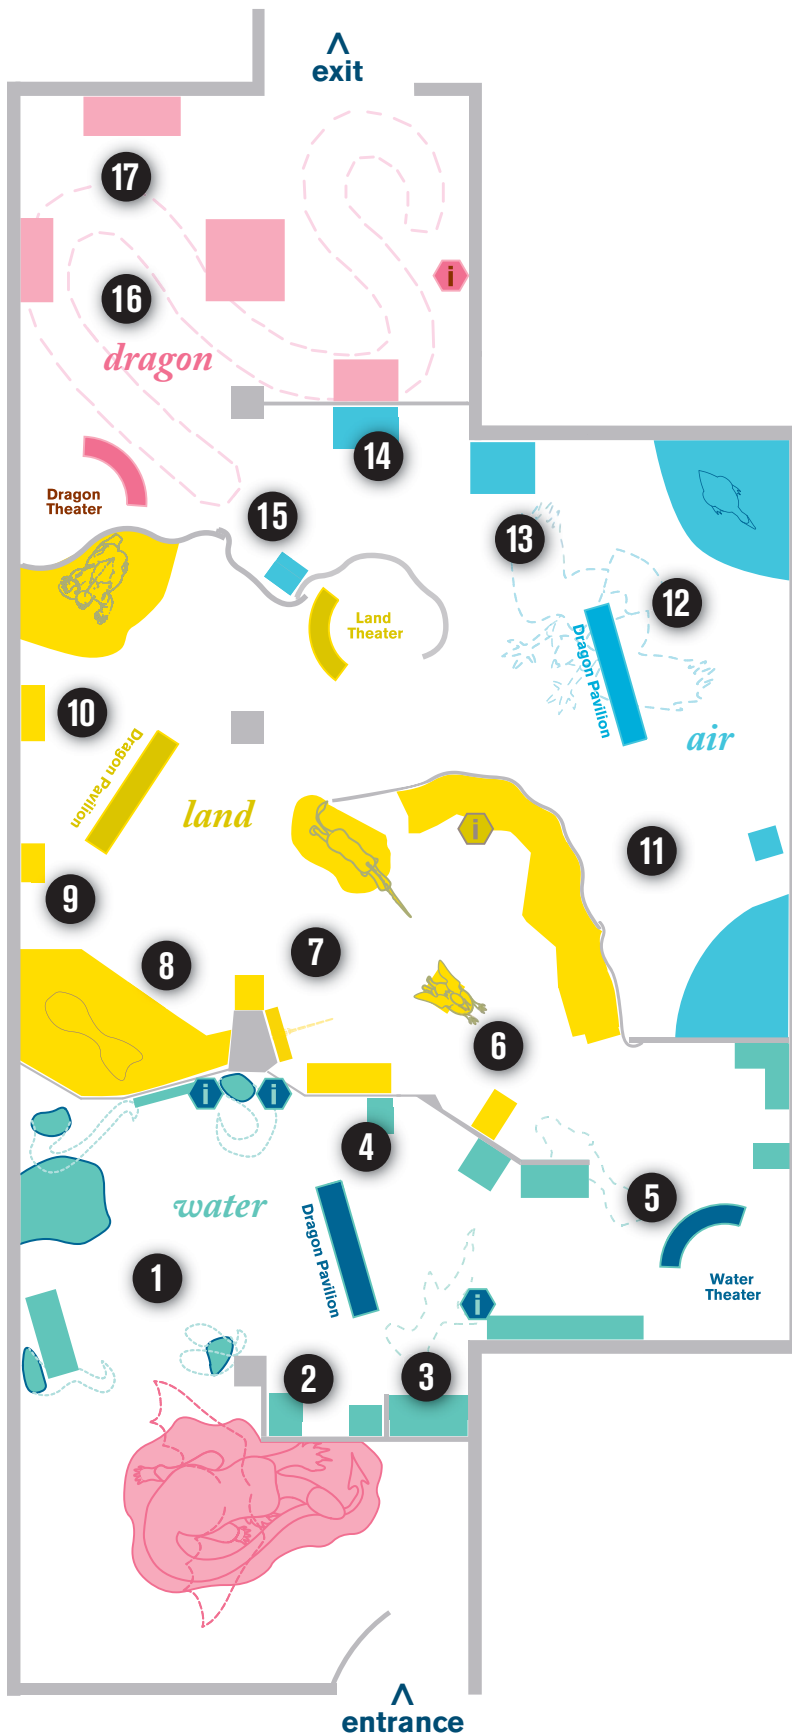 ^
exit
17
i
16
dragon
14
Dragon
Theater
15
13
12
Land
Theater
Dragon Pavilion
10
air
Dragon Pavilion
land
i
11
9
7
8
6
i
i
4
5
water
Dragon Pavilion
1
Water
Theater
i
2
3
^
entrance